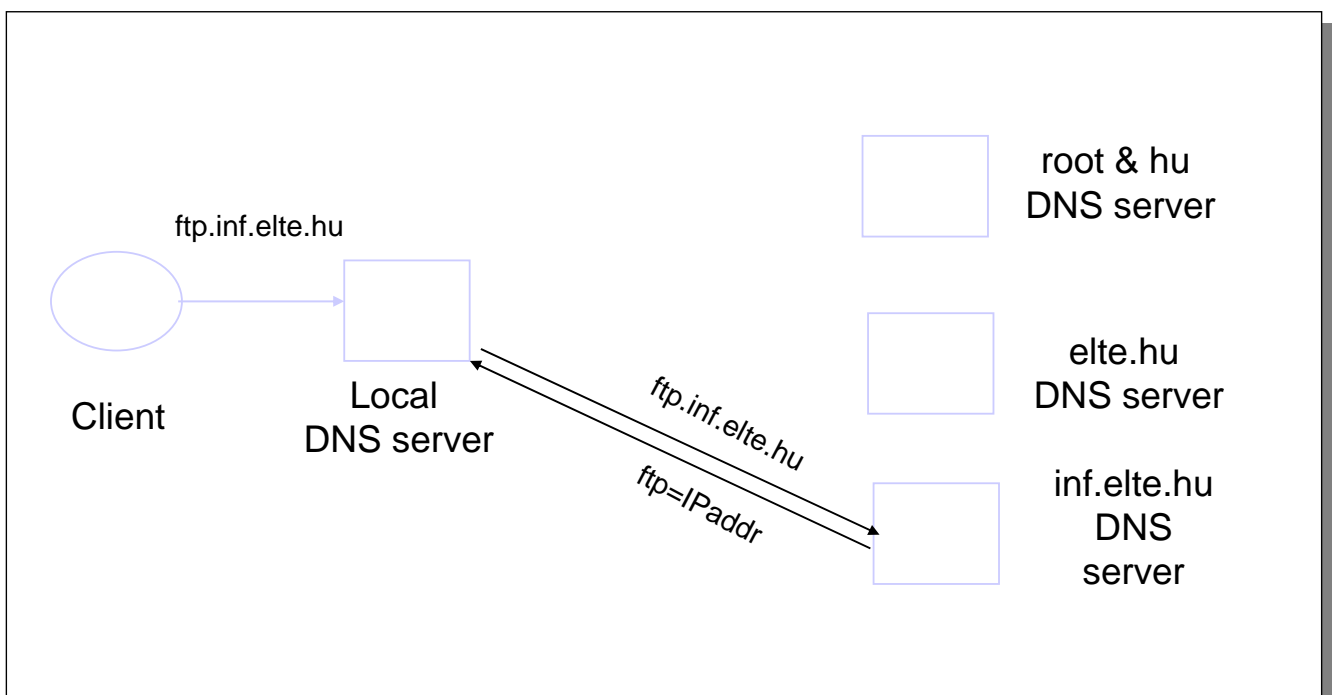 root & hu
DNS server
ftp.inf.elte.hu
elte.hu
DNS server
Client
Local
DNS server
ftp.inf.elte.hu
ftp=IPaddr
inf.elte.hu
DNS
server